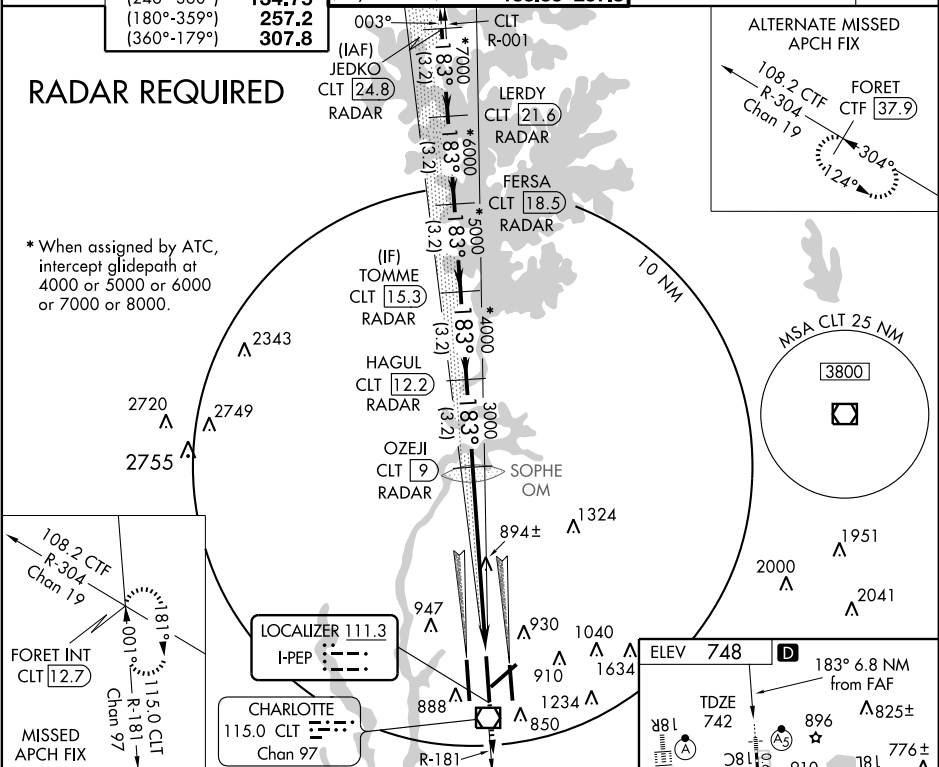 (180°-359°) 257.2
(360°-179°) 307.8
RADAR REQUIRED
003°
CLT
R-001
(IAF)
JEDKO
CLT 24.8
RADAR
*7000
183°
(3.2)
LERDY
CLT 21.6
RADAR
*6000
183°
(3.2)
FERSA
CLT 18.5
RADAR
*5000
183°
(3.2)
(IF)
TOMME
CLT 15.3
RADAR
*4000
183°
(3.2)
HAGUL
CLT 12.2
RADAR
3000
183°
(3.2)
OZEJI
CLT 9
RADAR
SOPHE
OM
10 NM
* When assigned by ATC,
intercept glidepath at
4000 or 5000 or 6000
or 7000 or 8000.
ALTERNATE MISSED
APCH FIX
108.2 CTF
R-304
Chan 19
FORET
CTF 37.9
304°
124°
MSA CLT 25 NM
3800
2343
2720
2749
2755
1324
894±
1951
2000
2041
947
930
1040
910
1634
1234
888
850
108.2 CTF
R-304
Chan 19
FORET INT
CLT 12.7
181°
001°
R-181
115.0 CLT
Chan 97
MISSED
APCH FIX
LOCALIZER 111.3
I-PEP
CHARLOTTE
115.0 CLT
Chan 97
R-181
ELEV 748 D
183° 6.8 NM
from FAF
TDZE
742
896
825±
776±
18R
A
18C
A5
18L